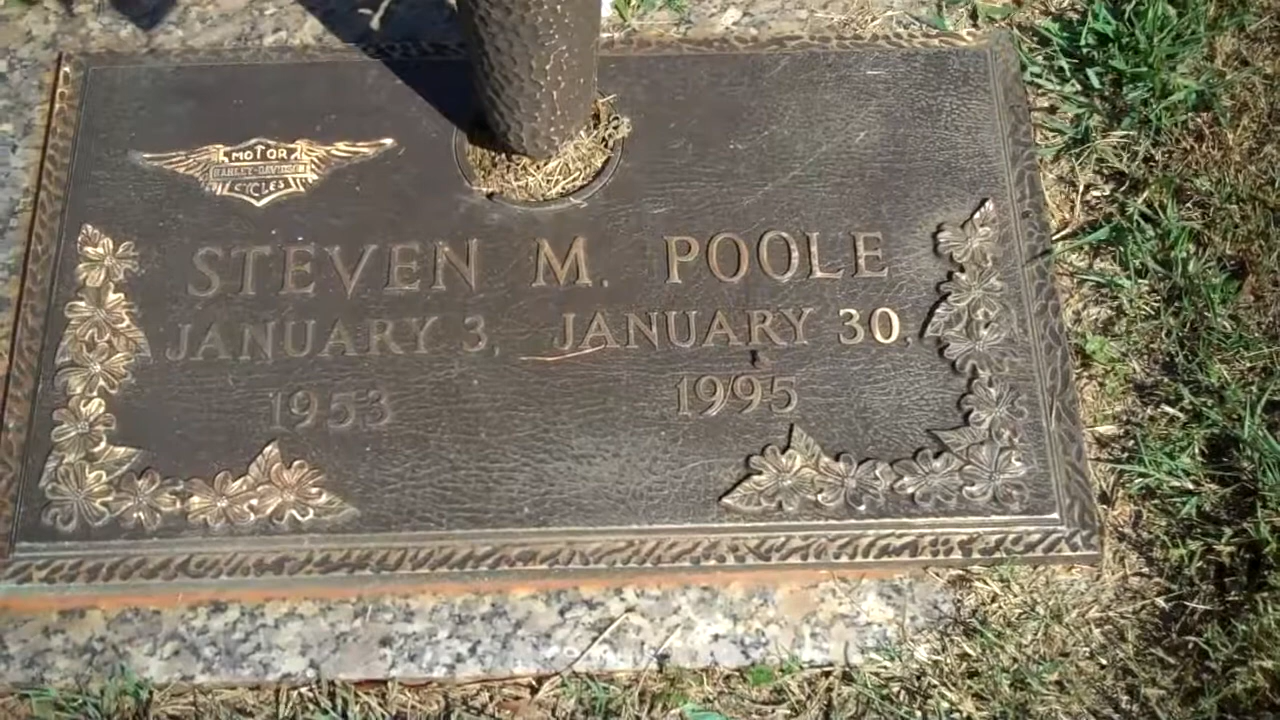 MOTOR
HARLEY-DAVIDSON
CYCLES
STEVEN M. POOLE
JANUARY 3, JANUARY 30,
1953 1995